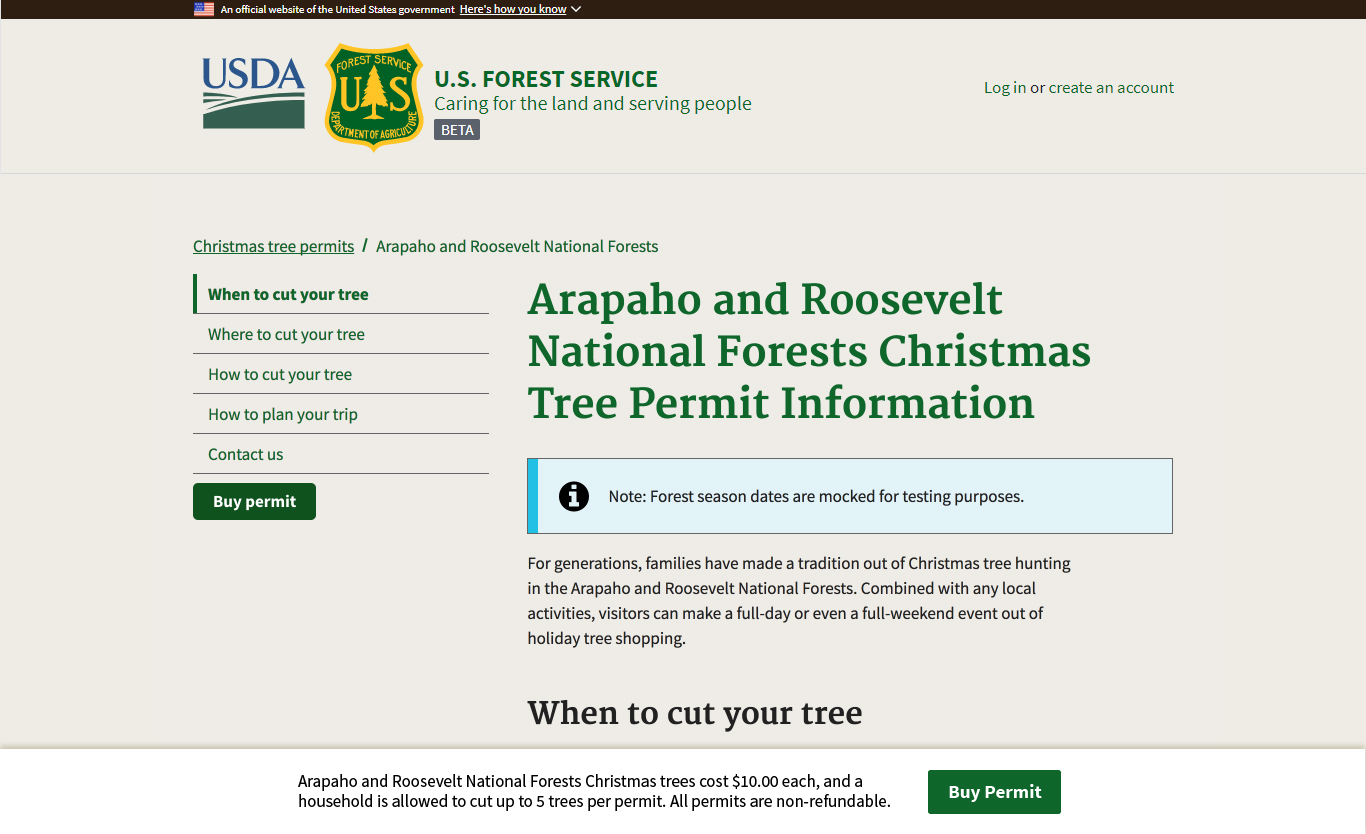 An official website of the United States government Here's how you know
USDA
FOREST SERVICE
U S
DEPARTMENT OF AGRICULTURE
U.S. FOREST SERVICE
Caring for the land and serving people
BETA
Log in or create an account
Christmas tree permits / Arapaho and Roosevelt National Forests
When to cut your tree
Where to cut your tree
How to cut your tree
How to plan your trip
Contact us
Buy permit
Arapaho and Roosevelt
National Forests Christmas
Tree Permit Information
Note: Forest season dates are mocked for testing purposes.
For generations, families have made a tradition out of Christmas tree hunting
in the Arapaho and Roosevelt National Forests. Combined with any local
activities, visitors can make a full-day or even a full-weekend event out of
holiday tree shopping.
When to cut your tree
Arapaho and Roosevelt National Forests Christmas trees cost $10.00 each, and a
household is allowed to cut up to 5 trees per permit. All permits are non-refundable.
Buy Permit